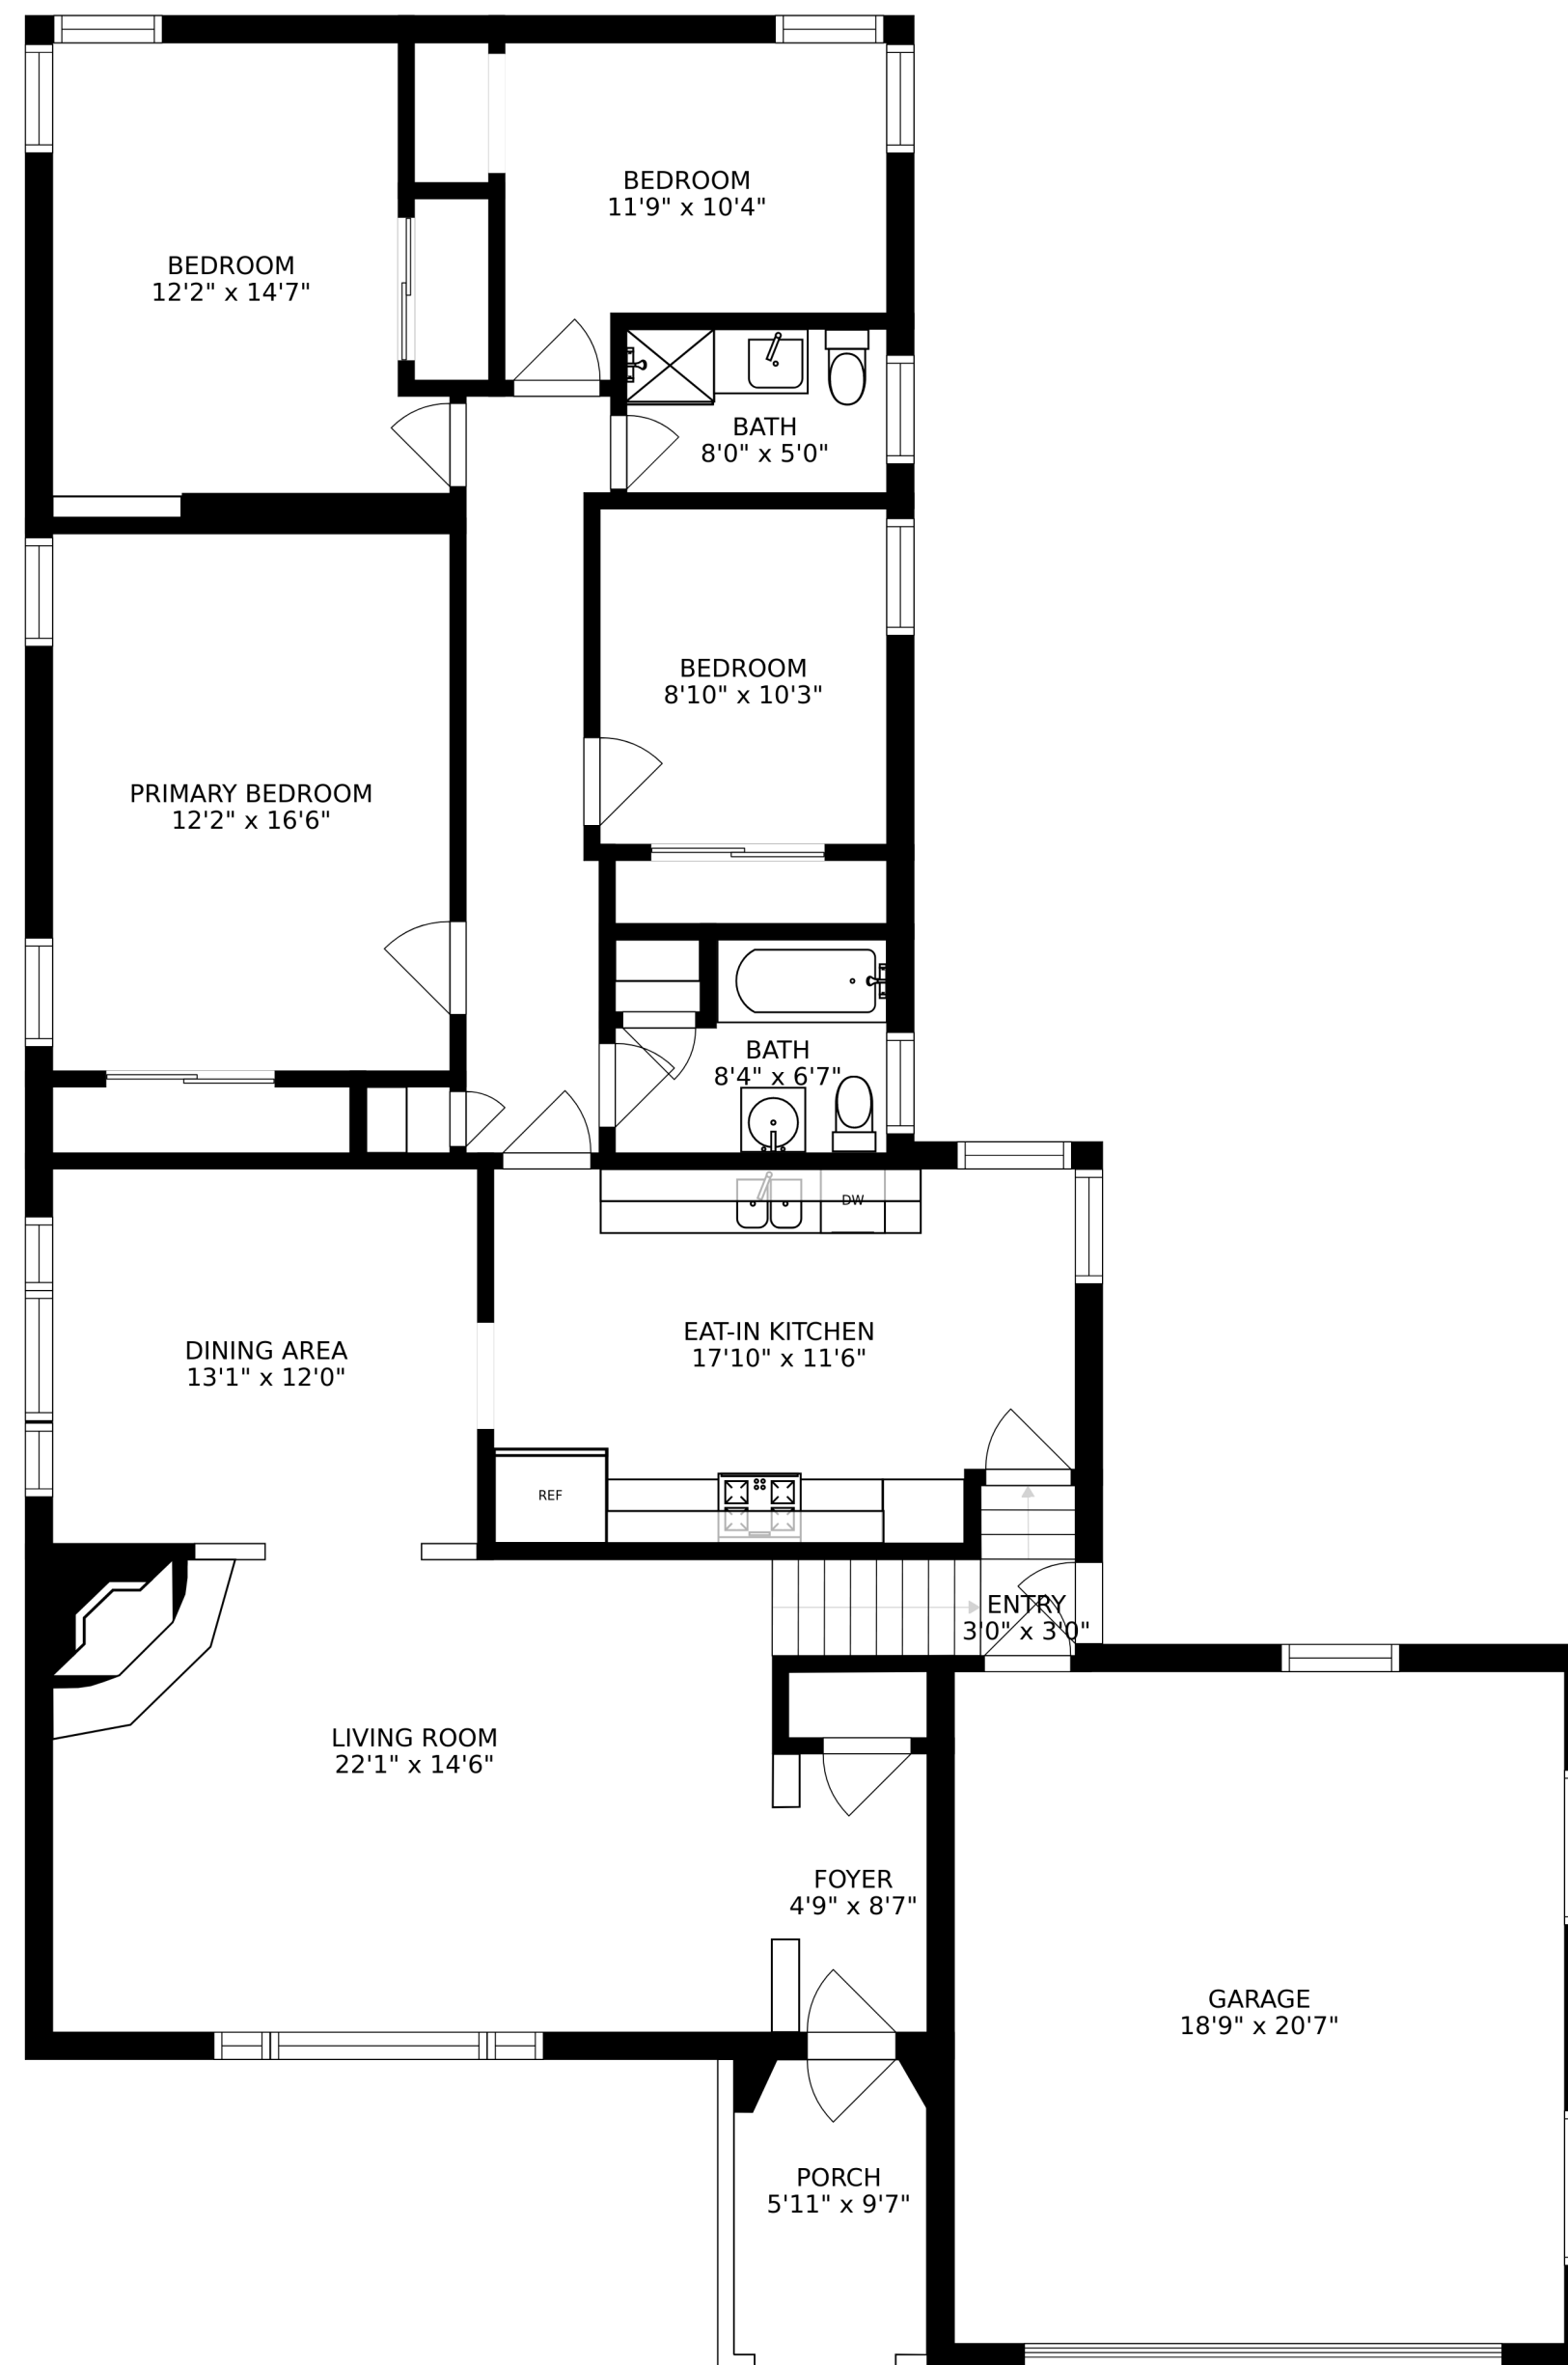 BEDROOM
11'9" x 10'4"
BEDROOM
12'2" x 14'7"
BATH
8'0" x 5'0"
BEDROOM
8'10" x 10'3"
PRIMARY BEDROOM
12'2" x 16'6"
BATH
8'4" x 6'7"
DW
EAT-IN KITCHEN
17'10" x 11'6"
DINING AREA
13'1" x 12'0"
REF
ENTRY
3'0" x 3'0"
LIVING ROOM
22'1" x 14'6"
FOYER
4'9" x 8'7"
GARAGE
18'9" x 20'7"
PORCH
5'11" x 9'7"